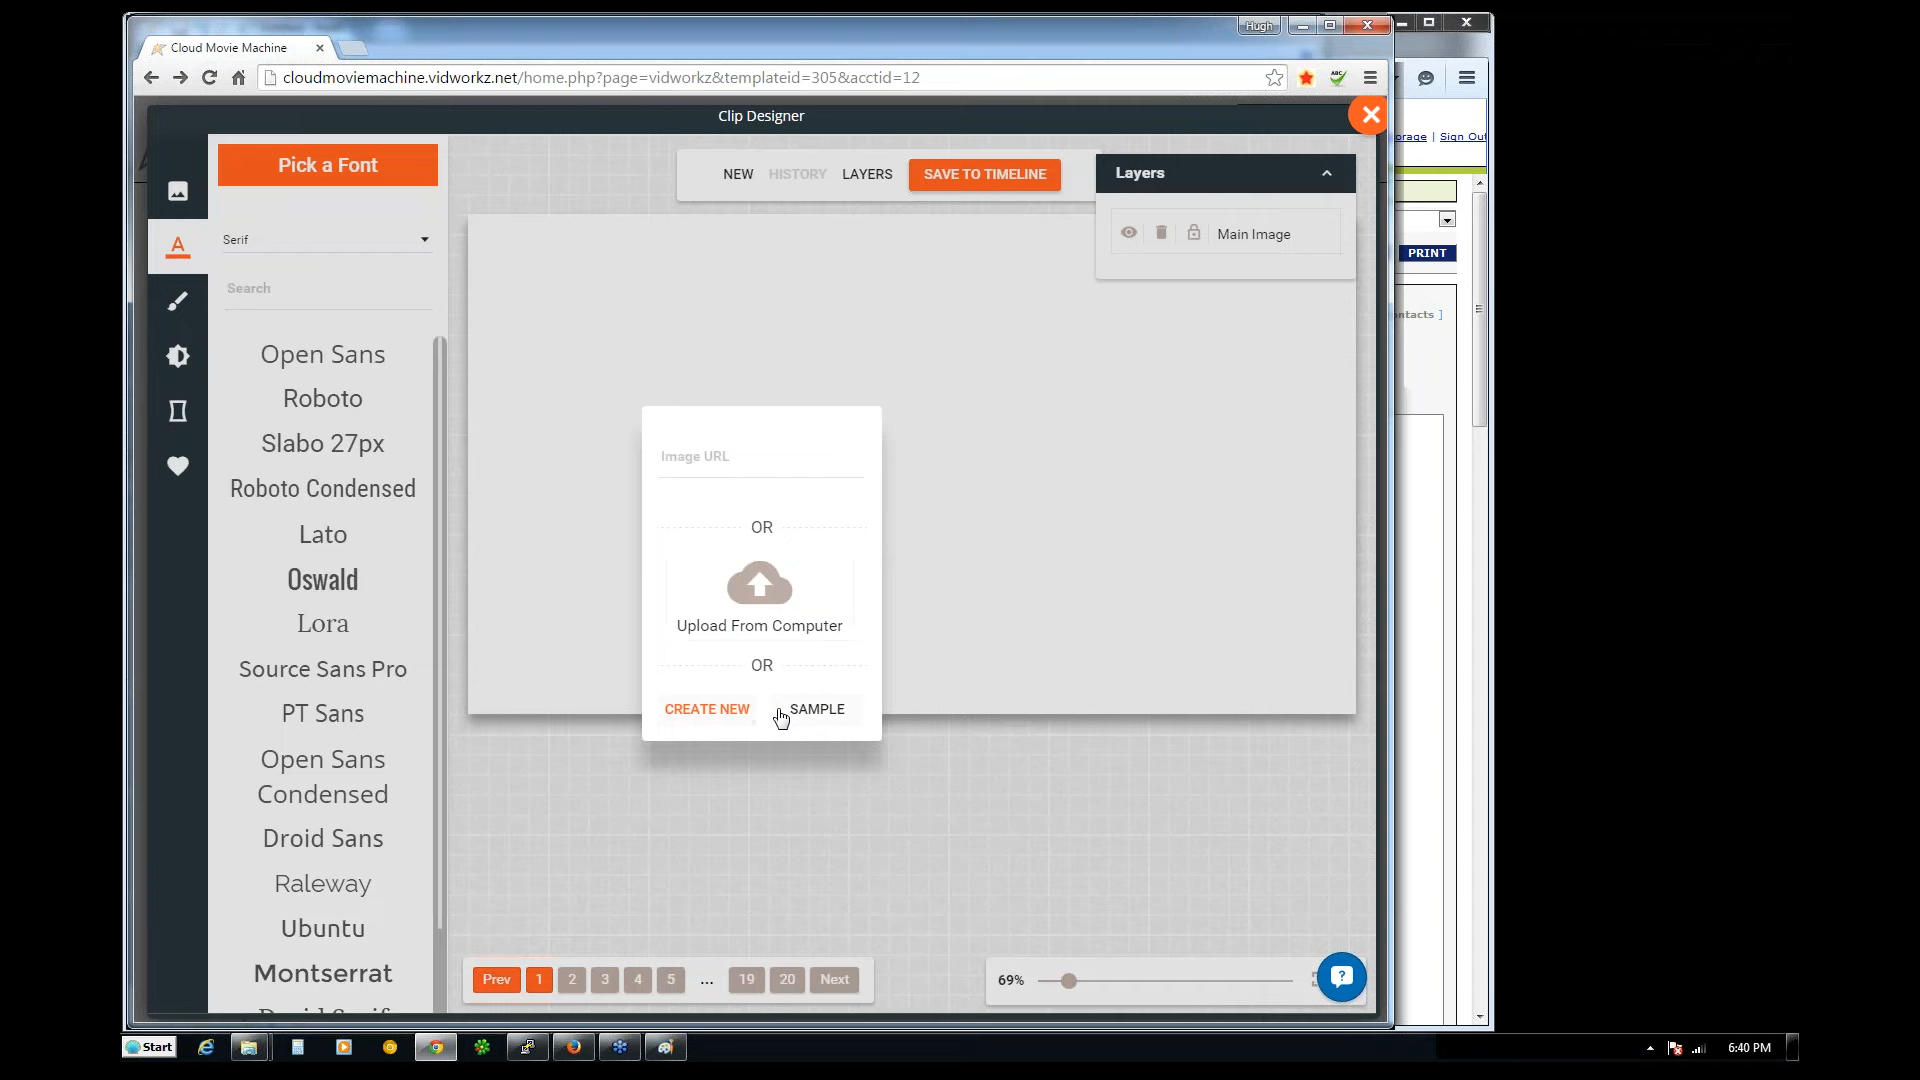 Hugh
Cloud Movie Machine
cloudmoviemachine.vidworkz.net/home.php?page=vidworkz&templateid=305&acctid=12
ABC
Clip Designer
Sign Out
Pick a Font
NEW HISTORY LAYERS SAVE TO TIMELINE
Layers
Serif
Main Image
PRINT
Search
Open Sans
Roboto
Slabo 27px
Roboto Condensed
Lato
Oswald
Lora
Source Sans Pro
PT Sans
Open Sans
Condensed
Droid Sans
Raleway
Ubuntu
Montserrat
Droid Serif
Image URL
OR
Upload From Computer
OR
CREATE NEW SAMPLE
Prev 1 2 3 4 5 ... 19 20 Next
69%
?
Start
6:40 PM